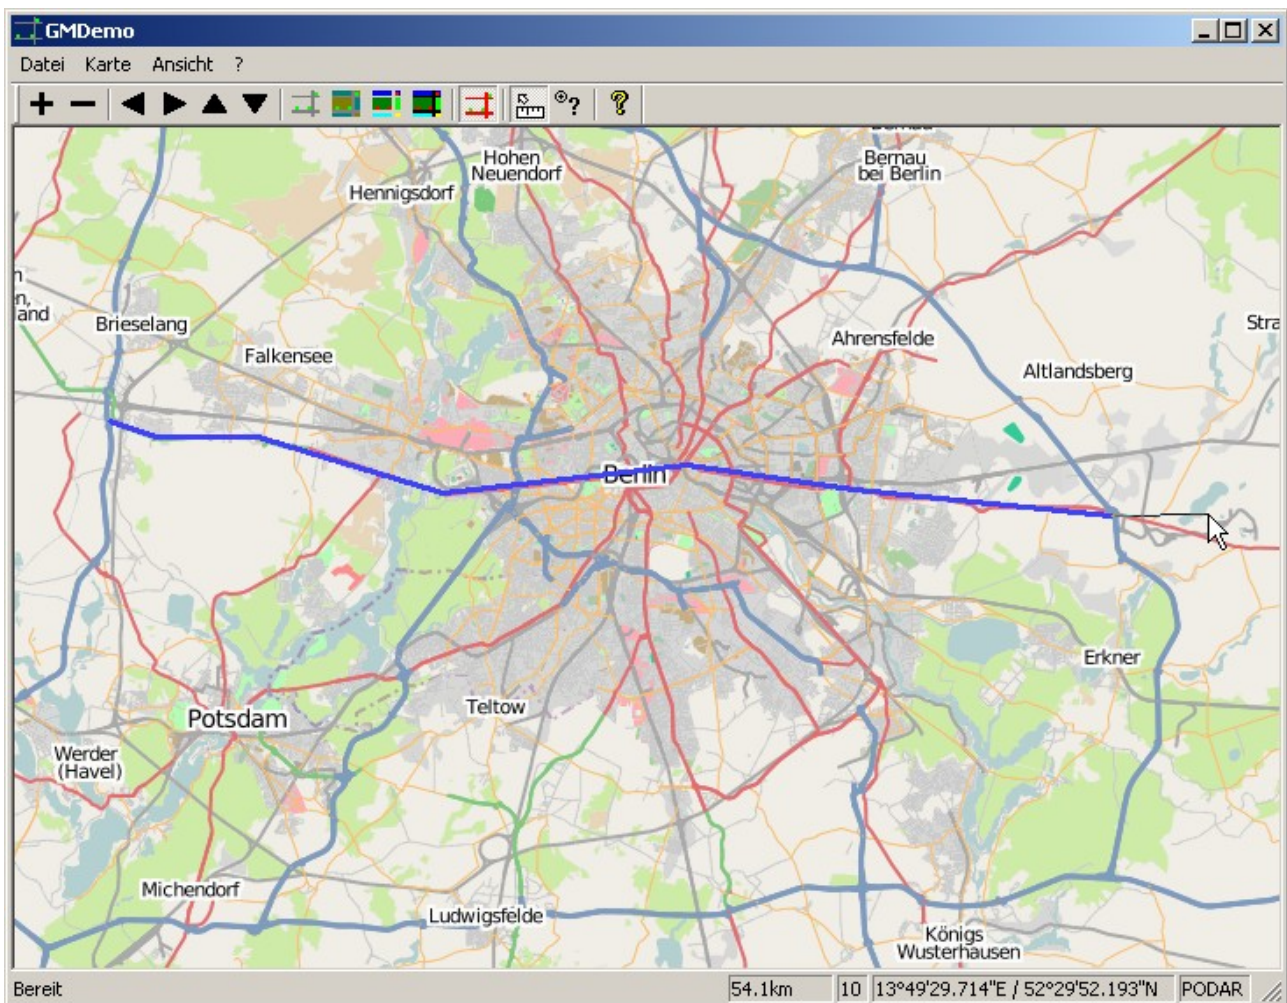 GMDemo
Datei Karte Ansicht ?
Bernau
bei Berlin
Hohen
Neuendorf
Hennigsdorf
Brieselang
Falkensee
Ahrensfelde
Altlandsberg
Berlin
Erkner
Teltow
Potsdam
Werder
(Havel)
Michendorf
Ludwigsfelde
Königs
Wusterhausen
Bereit 54.1km 10 13°49'29.714"E / 52°29'52.193"N PODAR